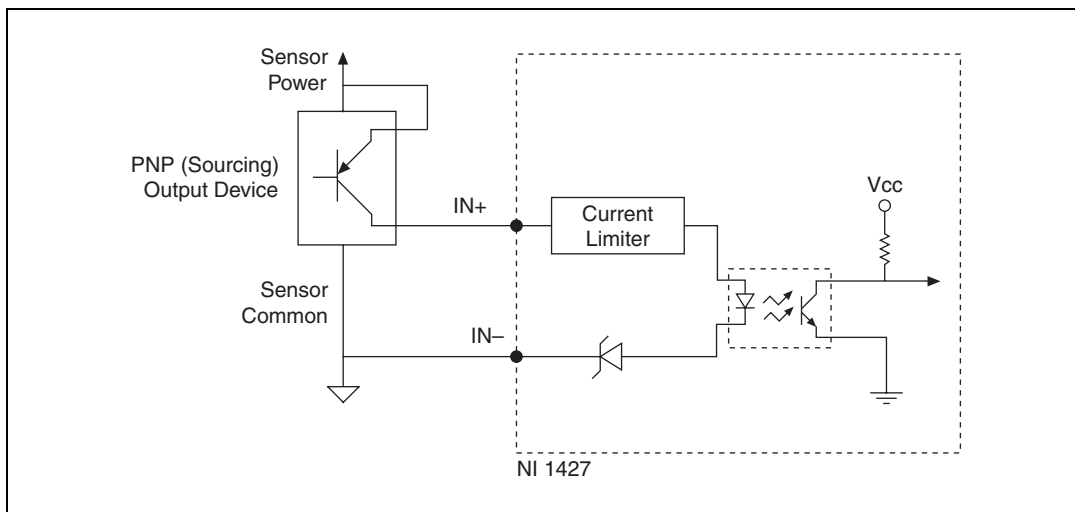 Sensor
Power
PNP (Sourcing)
Output Device
IN+
Current
Limiter
Vcc
Sensor
Common
IN–
NI 1427